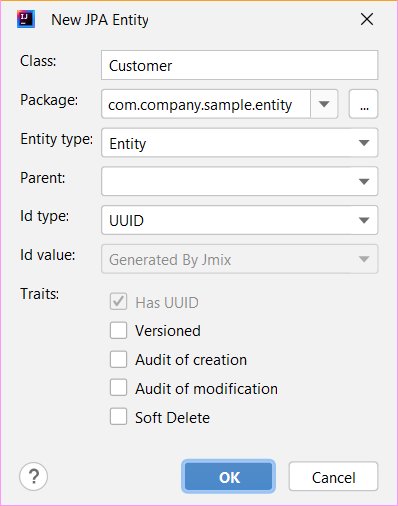 New JPA Entity
Class: Customer
Package: com.company.sample.entity ...
Entity type: Entity
Parent:
Id type: UUID
Id value: Generated By Jmix
Traits:
Has UUID
Versioned
Audit of creation
Audit of modification
Soft Delete
? OK Cancel